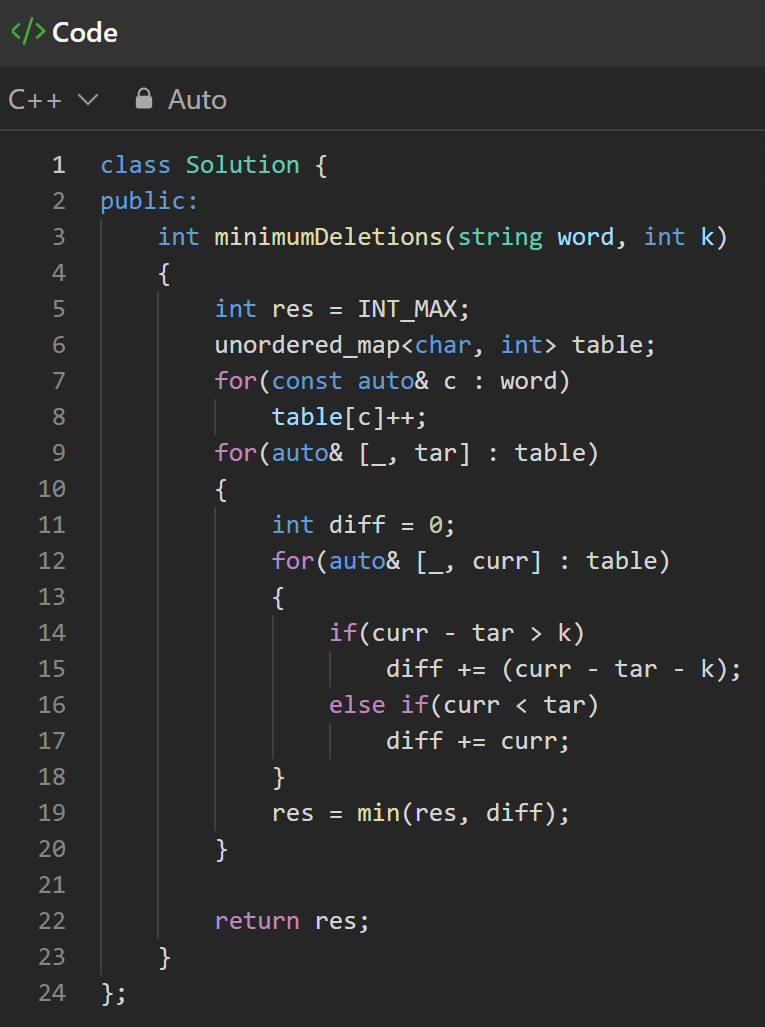 </> Code
C++ Auto
1 class Solution {
2 public:
3     int minimumDeletions(string word, int k)
4     {
5         int res = INT_MAX;
6         unordered_map<char, int> table;
7         for(const auto& c : word)
8             table[c]++;
9         for(auto& [_, tar] : table)
10         {
11             int diff = 0;
12             for(auto& [_, curr] : table)
13             {
14                 if(curr - tar > k)
15                     diff += (curr - tar - k);
16                 else if(curr < tar)
17                     diff += curr;
18             }
19             res = min(res, diff);
20         }
21
22         return res;
23     }
24 };